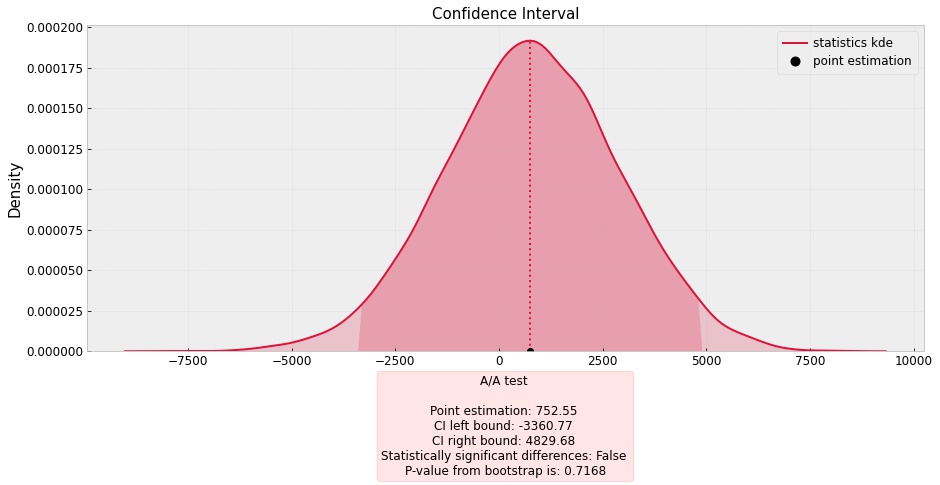 Confidence Interval
statistics kde
point estimation
Density
0.000200
0.000175
0.000150
0.000125
0.000100
0.000075
0.000050
0.000025
0.000000
−7500
−5000
−2500
0
2500
5000
7500
10000
A/A test
Point estimation: 752.55
CI left bound: -3360.77
CI right bound: 4829.68
Statistically significant differences: False
P-value from bootstrap is: 0.7168